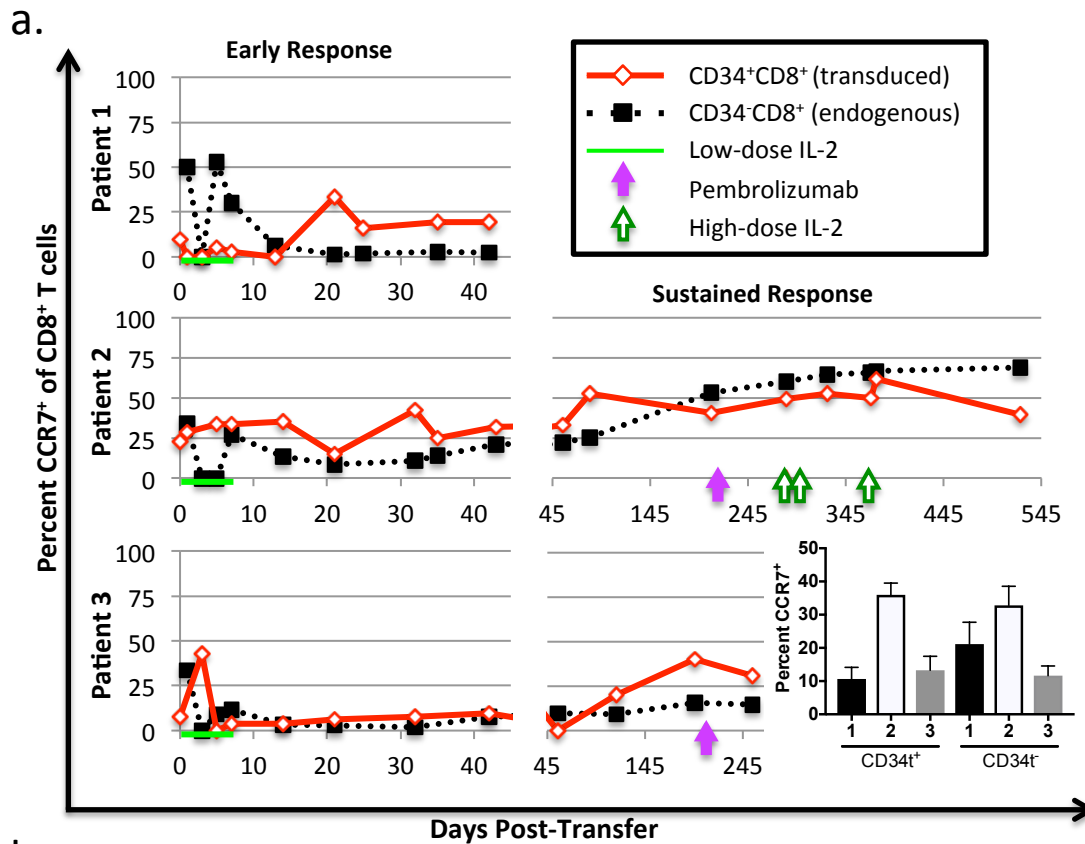 a.
Early Response
CD34⁺CD8⁺ (transduced)
CD34⁻CD8⁺ (endogenous)
Low-dose IL-2
Pembrolizumab
High-dose IL-2
Percent CCR7⁺ of CD8⁺ T cells
Patient 1
100
75
50
25
0
0 10 20 30 40
Sustained Response
Patient 2
100
75
50
25
0
0 10 20 30 40
45 145 245 345 445 545
Patient 3
100
75
50
25
0
0 10 20 30 40
45 145 245
Percent CCR7⁺
50
40
30
20
10
0
1 2 3 1 2 3
CD34t⁺ CD34t⁻
Days Post-Transfer